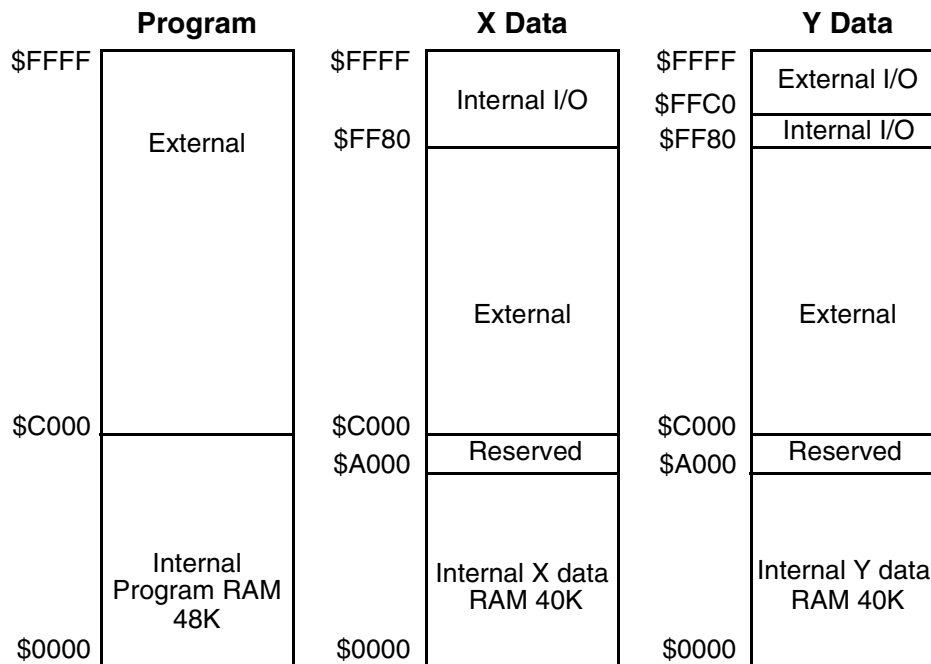 Program
$FFFF
External
$C000
Internal
Program RAM
48K
$0000
X Data
$FFFF
Internal I/O
$FF80
External
$C000
Reserved
$A000
Internal X data
RAM 40K
$0000
Y Data
$FFFF
External I/O
$FFC0
Internal I/O
$FF80
External
$C000
Reserved
$A000
Internal Y data
RAM 40K
$0000